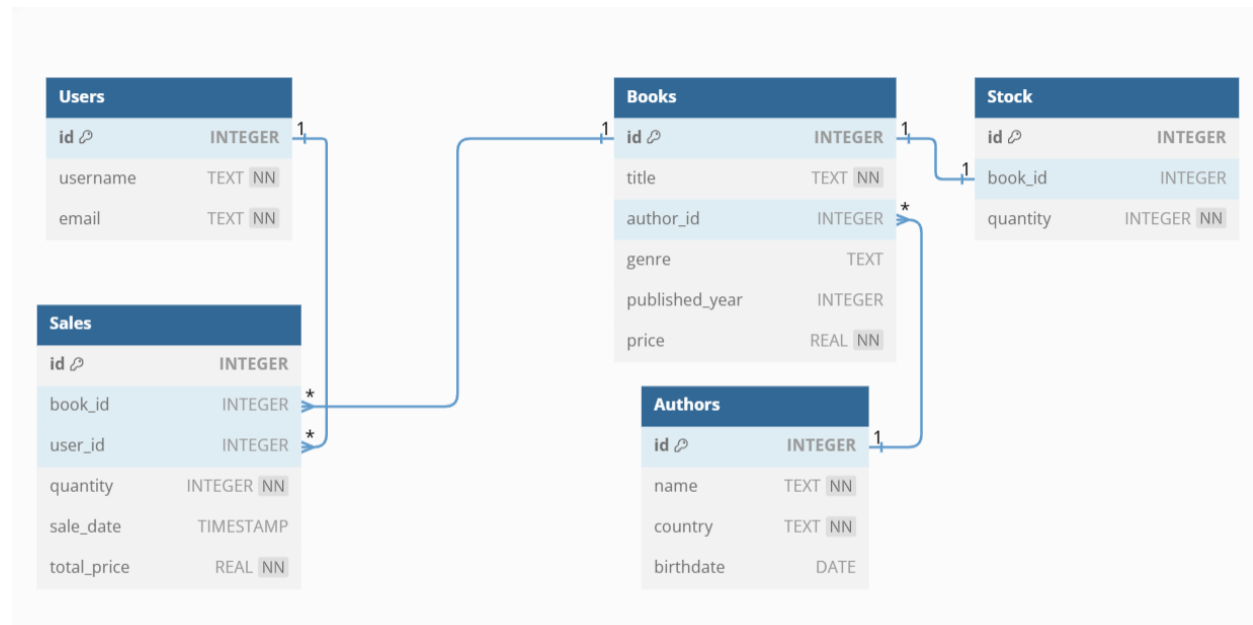 Users
id INTEGER 1
username TEXT NN
email TEXT NN
Sales
id INTEGER
book_id INTEGER *
user_id INTEGER *
quantity INTEGER NN
sale_date TIMESTAMP
total_price REAL NN
Books
1 id INTEGER 1
title TEXT NN
author_id INTEGER *
genre TEXT
published_year INTEGER
price REAL NN
Authors
id INTEGER 1
name TEXT NN
country TEXT NN
birthdate DATE
Stock
id INTEGER
1 book_id INTEGER
quantity INTEGER NN